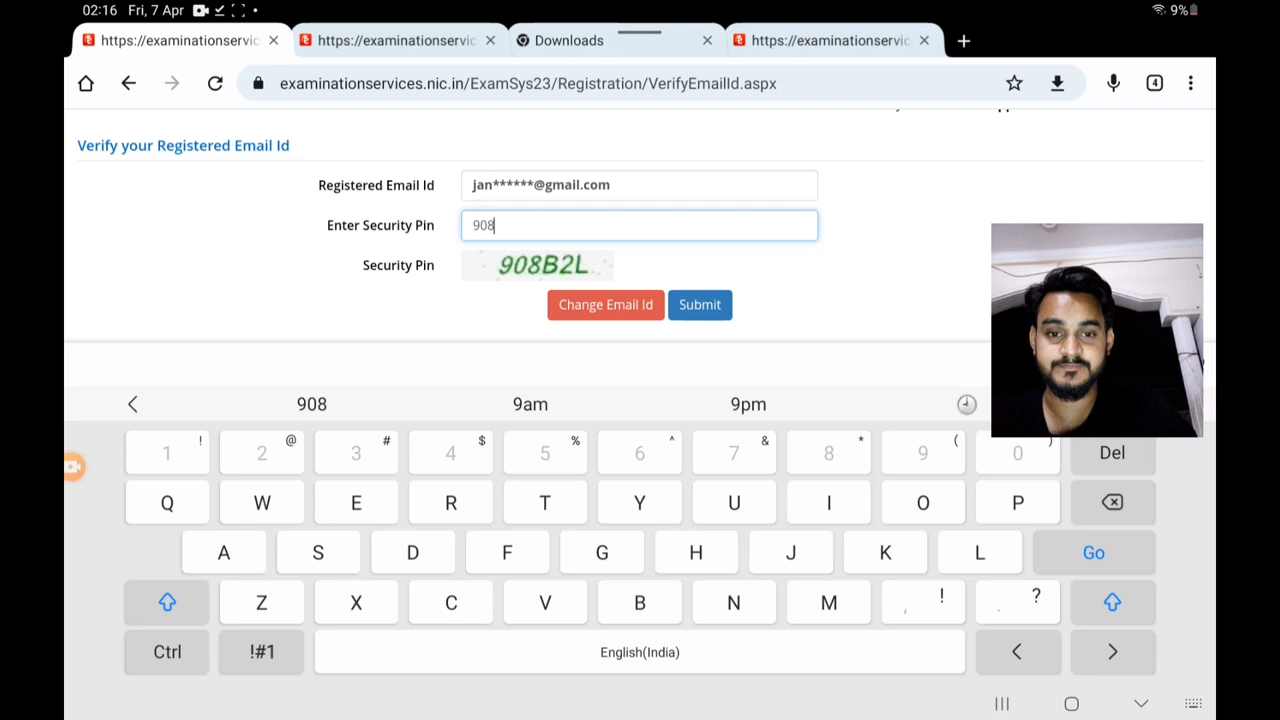 02:16 Fri, 7 Apr 9%
https://examinationservic https://examinationservic Downloads https://examinationservic
examinationservices.nic.in/ExamSys23/Registration/VerifyEmailId.aspx 4
Verify your Registered Email Id
Registered Email Id jan******@gmail.com
Enter Security Pin 908
Security Pin 908B2L
Change Email Id Submit
908 9am 9pm
1 ! 2 @ 3 # 4 $ 5 % 6 ^ 7 & 8 * 9 ( 0 ) Del
Q W E R T Y U I O P
A S D F G H J K L Go
Z X C V B N M , ! . ?
Ctrl !#1 English(India) < >